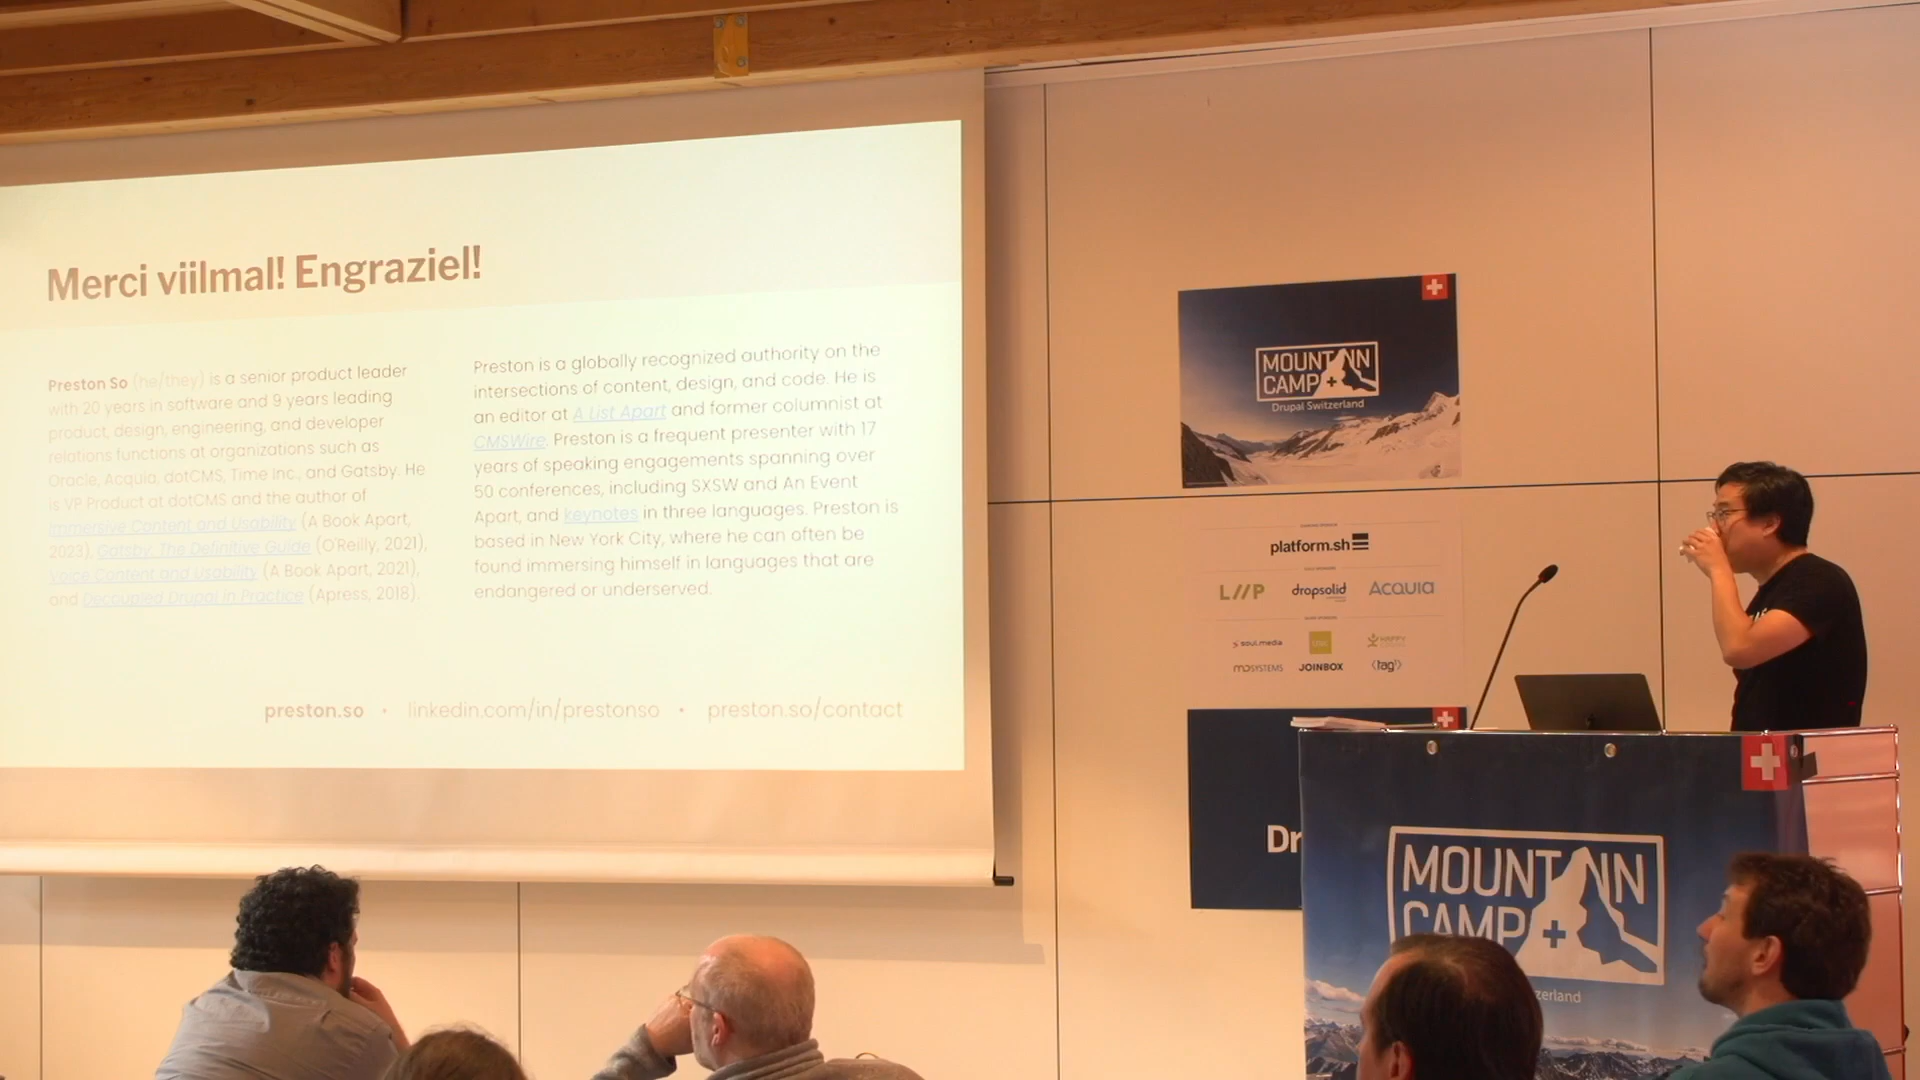 Merci viilmal! Engraziel!
Preston So (he/they) is a senior product leader
with 20 years in software and 9 years leading
product, design, engineering, and developer
relations functions at organizations such as
Oracle, Acquia, dotCMS, Time Inc., and Gatsby. He
is VP Product at dotCMS and the author of
Immersive Content and Usability (A Book Apart,
2023), Gatsby: The Definitive Guide (O'Reilly, 2021),
Voice Content and Usability (A Book Apart, 2021),
and Decoupled Drupal in Practice (Apress, 2018).
Preston is a globally recognized authority on the
intersections of content, design, and code. He is
an editor at A List Apart and former columnist at
CMSWire. Preston is a frequent presenter with 17
years of speaking engagements spanning over
50 conferences, including SXSW and An Event
Apart, and keynotes in three languages. Preston is
based in New York City, where he can often be
found immersing himself in languages that are
endangered or underserved.
preston.so • linkedin.com/in/prestonso • preston.so/contact
MOUNTAIN
CAMP
Drupal Switzerland
platform.sh
LIIP dropsolid Acquia
soul.media HAPPY
MDSYSTEMS JOINBOX tag1
Dr
MOUNTAIN
CAMP
zerland